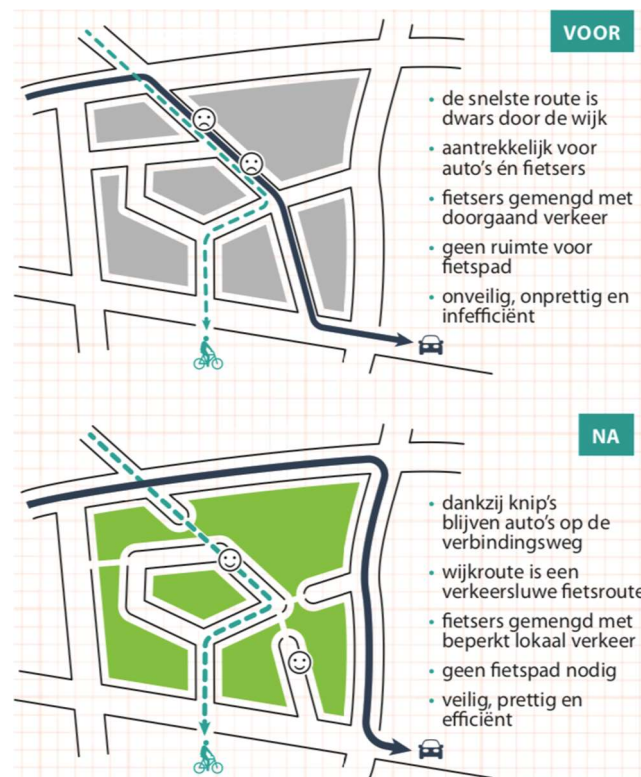 VOOR
• de snelste route is
dwars door de wijk
• aantrekkelijk voor
auto's én fietsers
• fietsers gemengd met
doorgaand verkeer
• geen ruimte voor
fietspad
• onveilig, onprettig en
infefficiënt
NA
• dankzij knip's
blijven auto's op de
verbindingsweg
• wijkroute is een
verkeersluwe fietsroute
• fietsers gemengd met
beperkt lokaal verkeer
• geen fietspad nodig
• veilig, prettig en
efficiënt